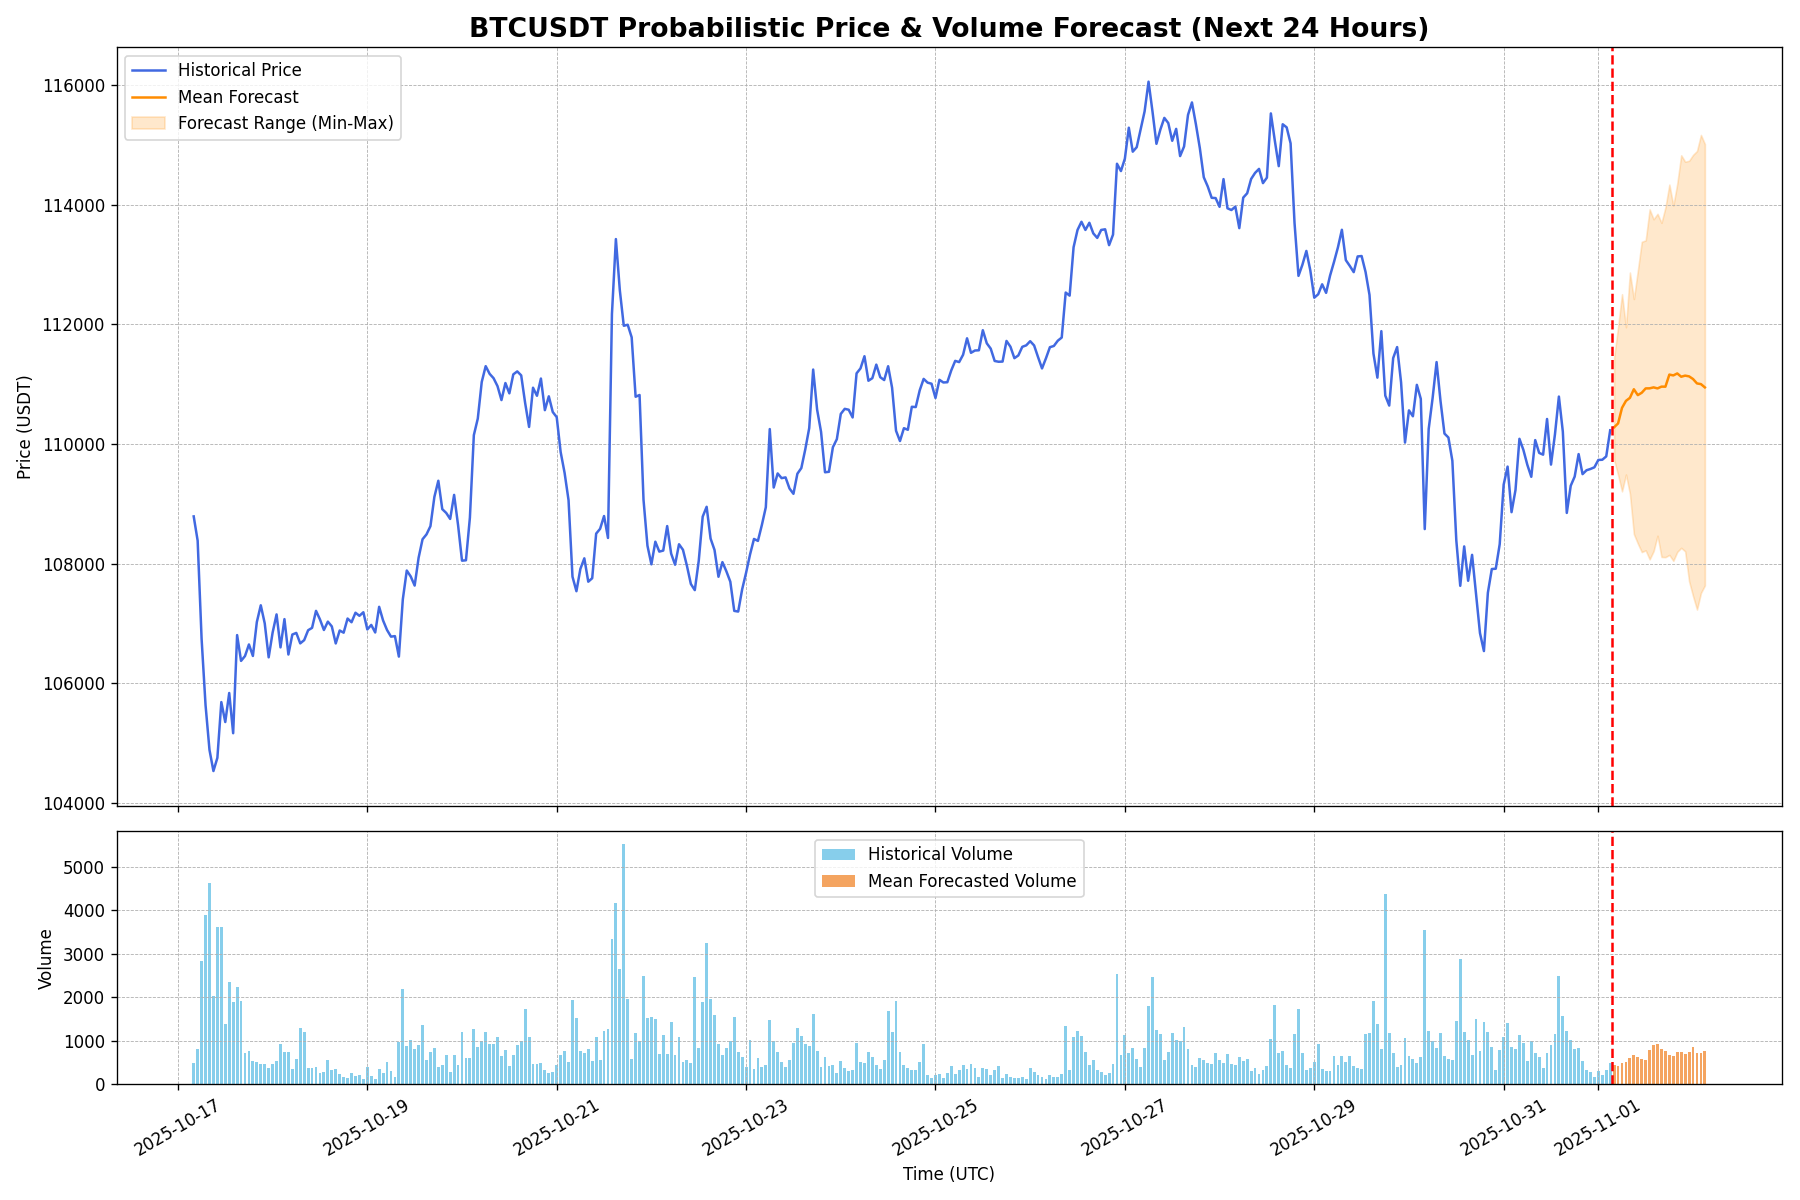 BTCUSDT Probabilistic Price & Volume Forecast (Next 24 Hours)
Historical Price
Mean Forecast
Forecast Range (Min-Max)
116000
114000
112000
110000
108000
106000
104000
Price (USDT)
Historical Volume
Mean Forecasted Volume
5000
4000
3000
2000
1000
0
Volume
2025-10-17
2025-10-19
2025-10-21
2025-10-23
2025-10-25
2025-10-27
2025-10-29
2025-10-31
2025-11-01
Time (UTC)